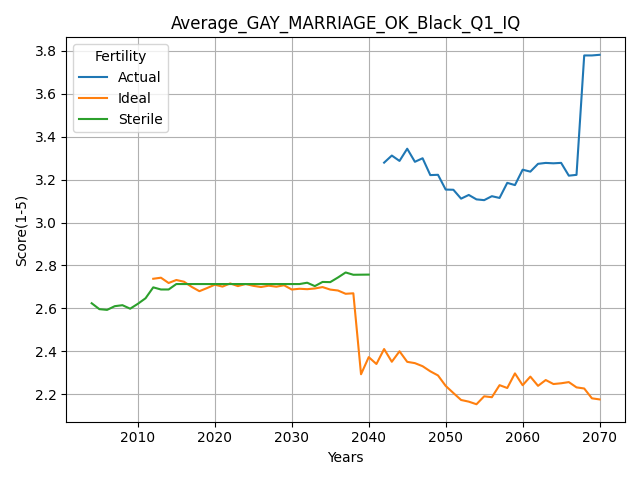 Average_GAY_MARRIAGE_OK_Black_Q1_IQ
Fertility
Actual
Ideal
Sterile
Score(1-5)
3.8
3.6
3.4
3.2
3.0
2.8
2.6
2.4
2.2
2010 2020 2030 2040 2050 2060 2070
Years